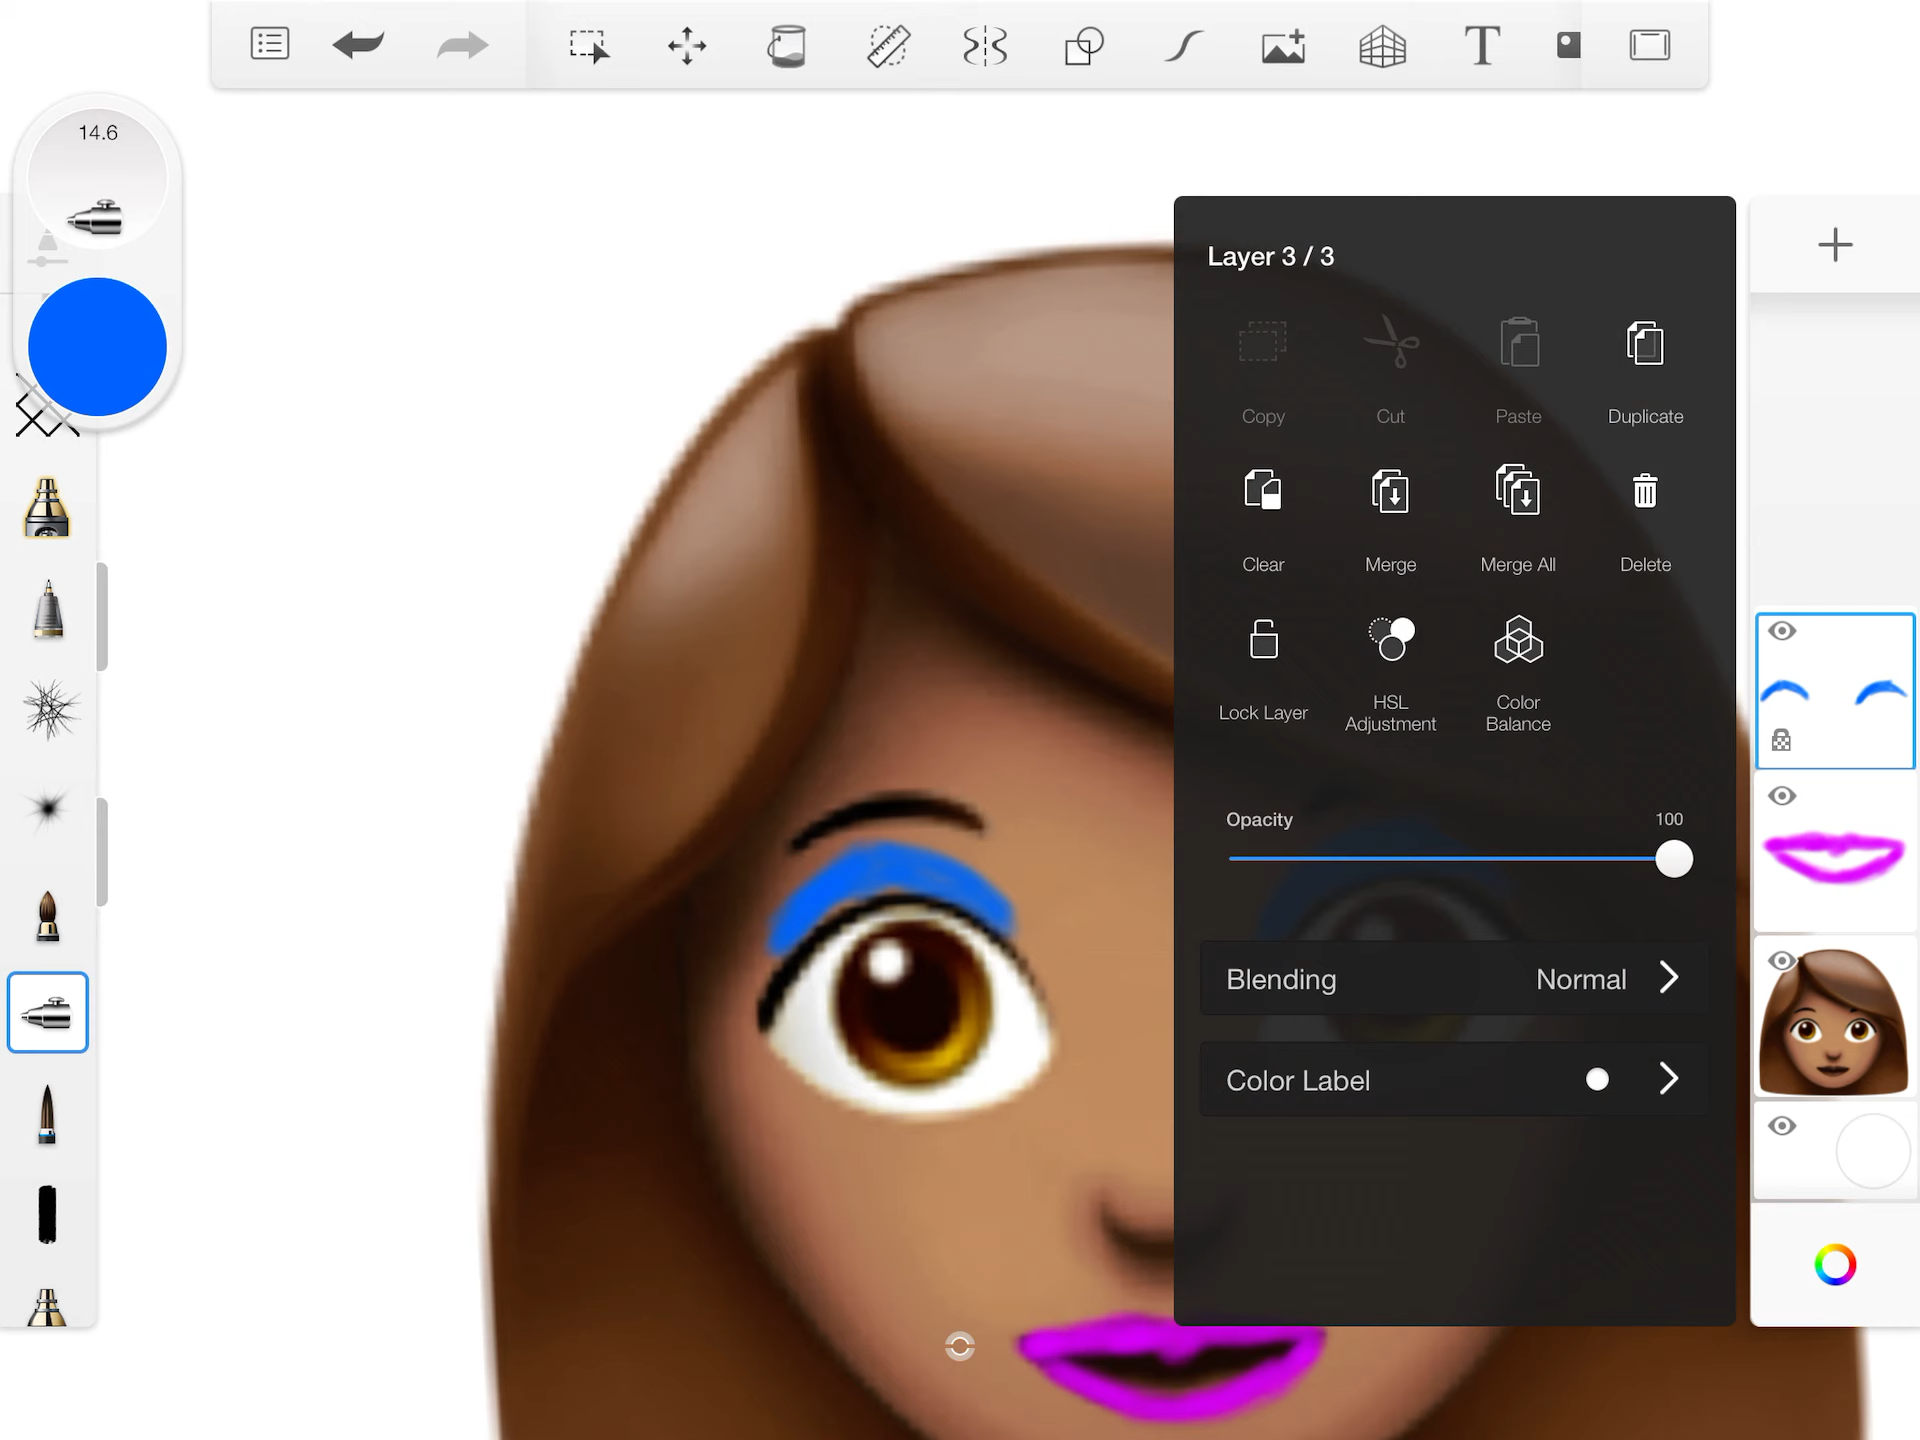 14.6
Layer 3 / 3
Copy
Cut
Paste
Duplicate
Clear
Merge
Merge All
Delete
Lock Layer
HSL
Adjustment
Color
Balance
Opacity
100
Blending
Normal
Color Label